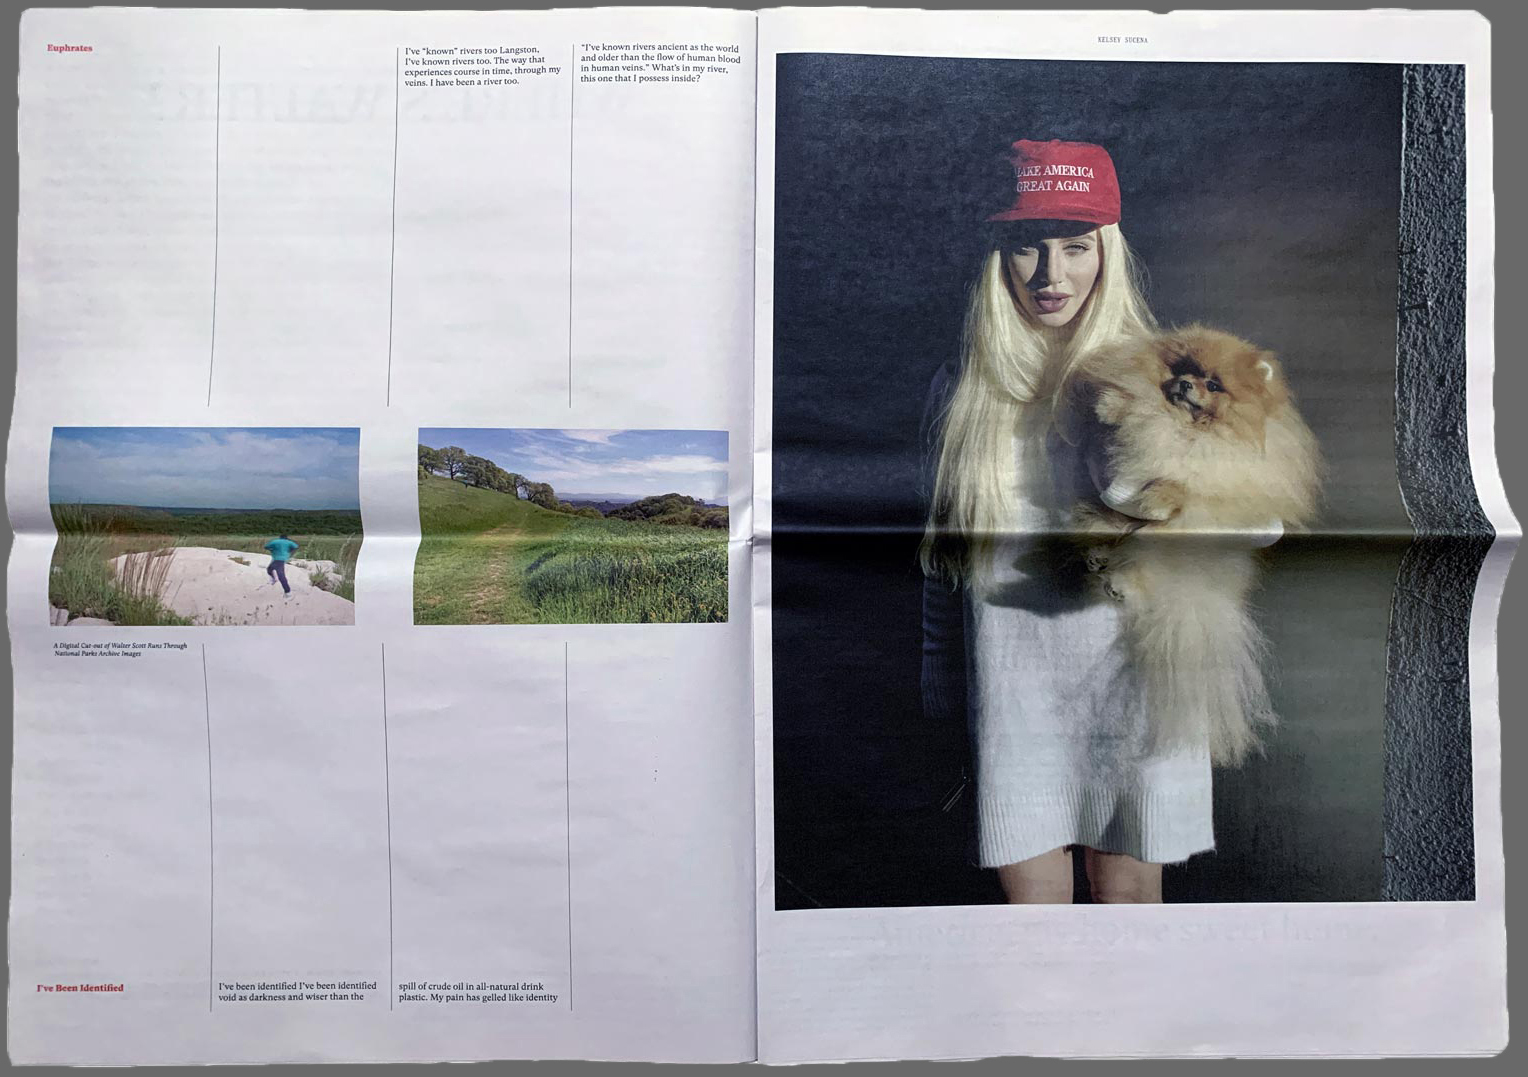 Euphrates
I've “known” rivers too Langston,
I've known rivers too. The way that
experiences course in time, through my
veins. I have been a river too.
“I've known rivers ancient as the world
and older than the flow of human blood
in human veins.” What's in my river,
this one that I possess inside?
A Digital Cut-out of Walter Scott Runs Through
National Parks Archive Images
I've Been Identified
I've been identified I've been identified
void as darkness and wiser than the
spill of crude oil in all-natural drink
plastic. My pain has gelled like identity
KELSEY SUCENA
MAKE AMERICA
GREAT AGAIN